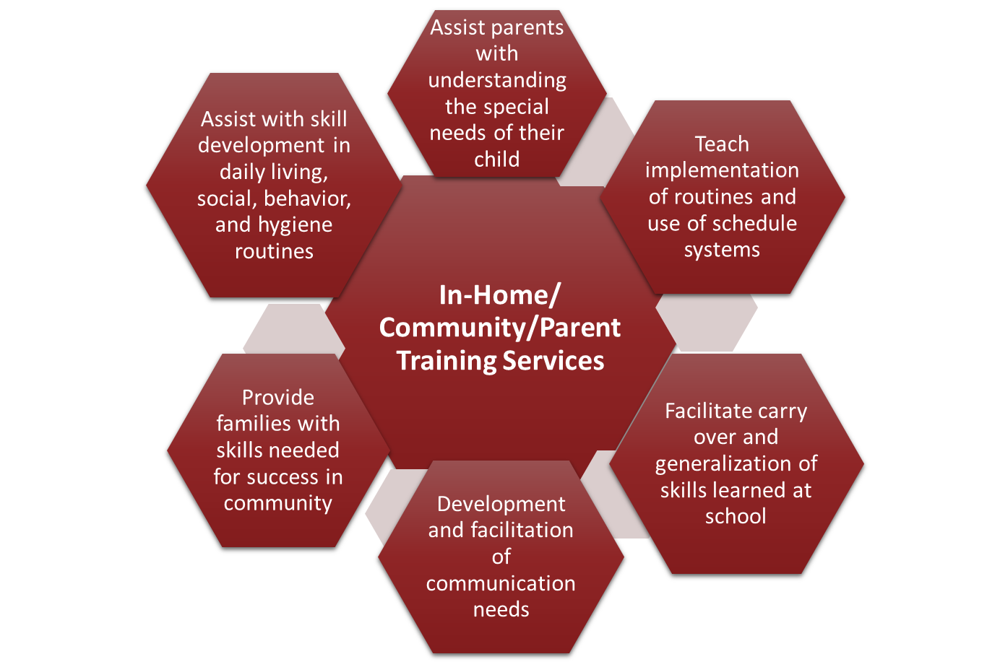 Assist parents
with
understanding
the special
needs of their
child
Teach
implementation
of routines and
use of schedule
systems
Facilitate carry
over and
generalization of
skills learned at
school
Development
and facilitation
of
communication
needs
Provide
families with
skills needed
for success in
community
Assist with skill
development in
daily living,
social, behavior,
and hygiene
routines
In-Home/
Community/Parent
Training Services